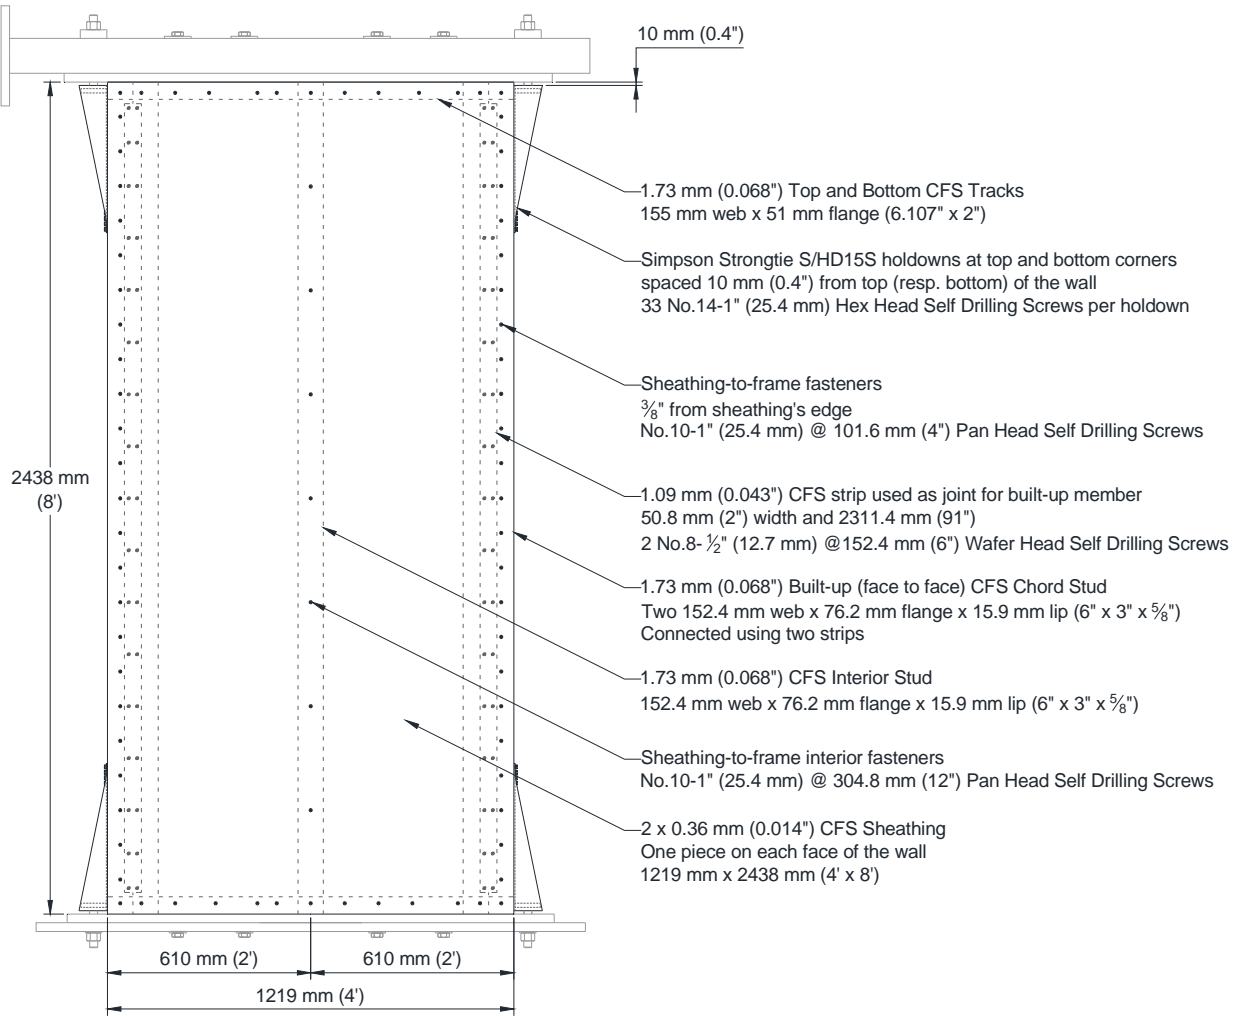 10 mm (0.4")
1.73 mm (0.068") Top and Bottom CFS Tracks
155 mm web x 51 mm flange (6.107" x 2")
Simpson Strongtie S/HD15S holdowns at top and bottom corners
spaced 10 mm (0.4") from top (resp. bottom) of the wall
33 No.14-1" (25.4 mm) Hex Head Self Drilling Screws per holdown
Sheathing-to-frame fasteners
3⁄8" from sheathing's edge
No.10-1" (25.4 mm) @ 101.6 mm (4") Pan Head Self Drilling Screws
2438 mm
(8')
1.09 mm (0.043") CFS strip used as joint for built-up member
50.8 mm (2") width and 2311.4 mm (91")
2 No.8- 1⁄2" (12.7 mm) @152.4 mm (6") Wafer Head Self Drilling Screws
1.73 mm (0.068") Built-up (face to face) CFS Chord Stud
Two 152.4 mm web x 76.2 mm flange x 15.9 mm lip (6" x 3" x 5⁄8")
Connected using two strips
1.73 mm (0.068") CFS Interior Stud
152.4 mm web x 76.2 mm flange x 15.9 mm lip (6" x 3" x 5⁄8")
Sheathing-to-frame interior fasteners
No.10-1" (25.4 mm) @ 304.8 mm (12") Pan Head Self Drilling Screws
2 x 0.36 mm (0.014") CFS Sheathing
One piece on each face of the wall
1219 mm x 2438 mm (4' x 8')
610 mm (2')
610 mm (2')
1219 mm (4')